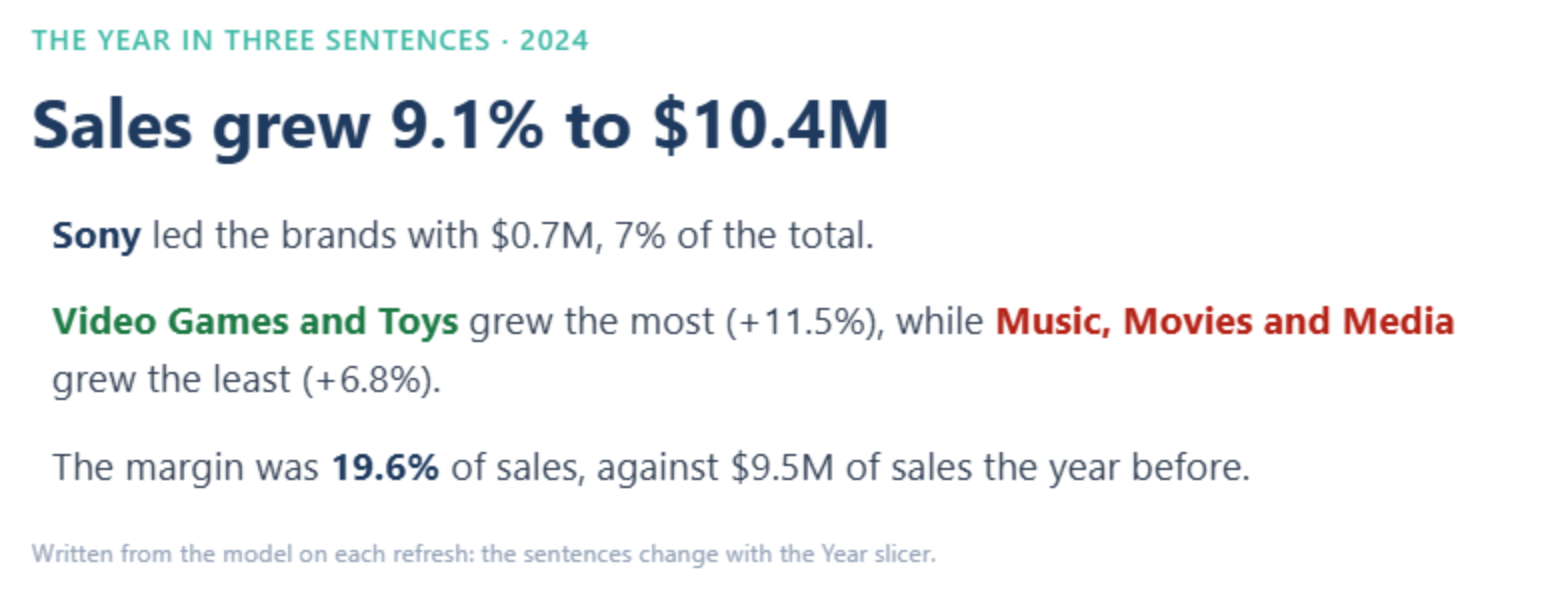 THE YEAR IN THREE SENTENCES · 2024
Sales grew 9.1% to $10.4M
Sony led the brands with $0.7M, 7% of the total.
Video Games and Toys grew the most (+11.5%), while Music, Movies and Media
grew the least (+6.8%).
The margin was 19.6% of sales, against $9.5M of sales the year before.
Written from the model on each refresh: the sentences change with the Year slicer.